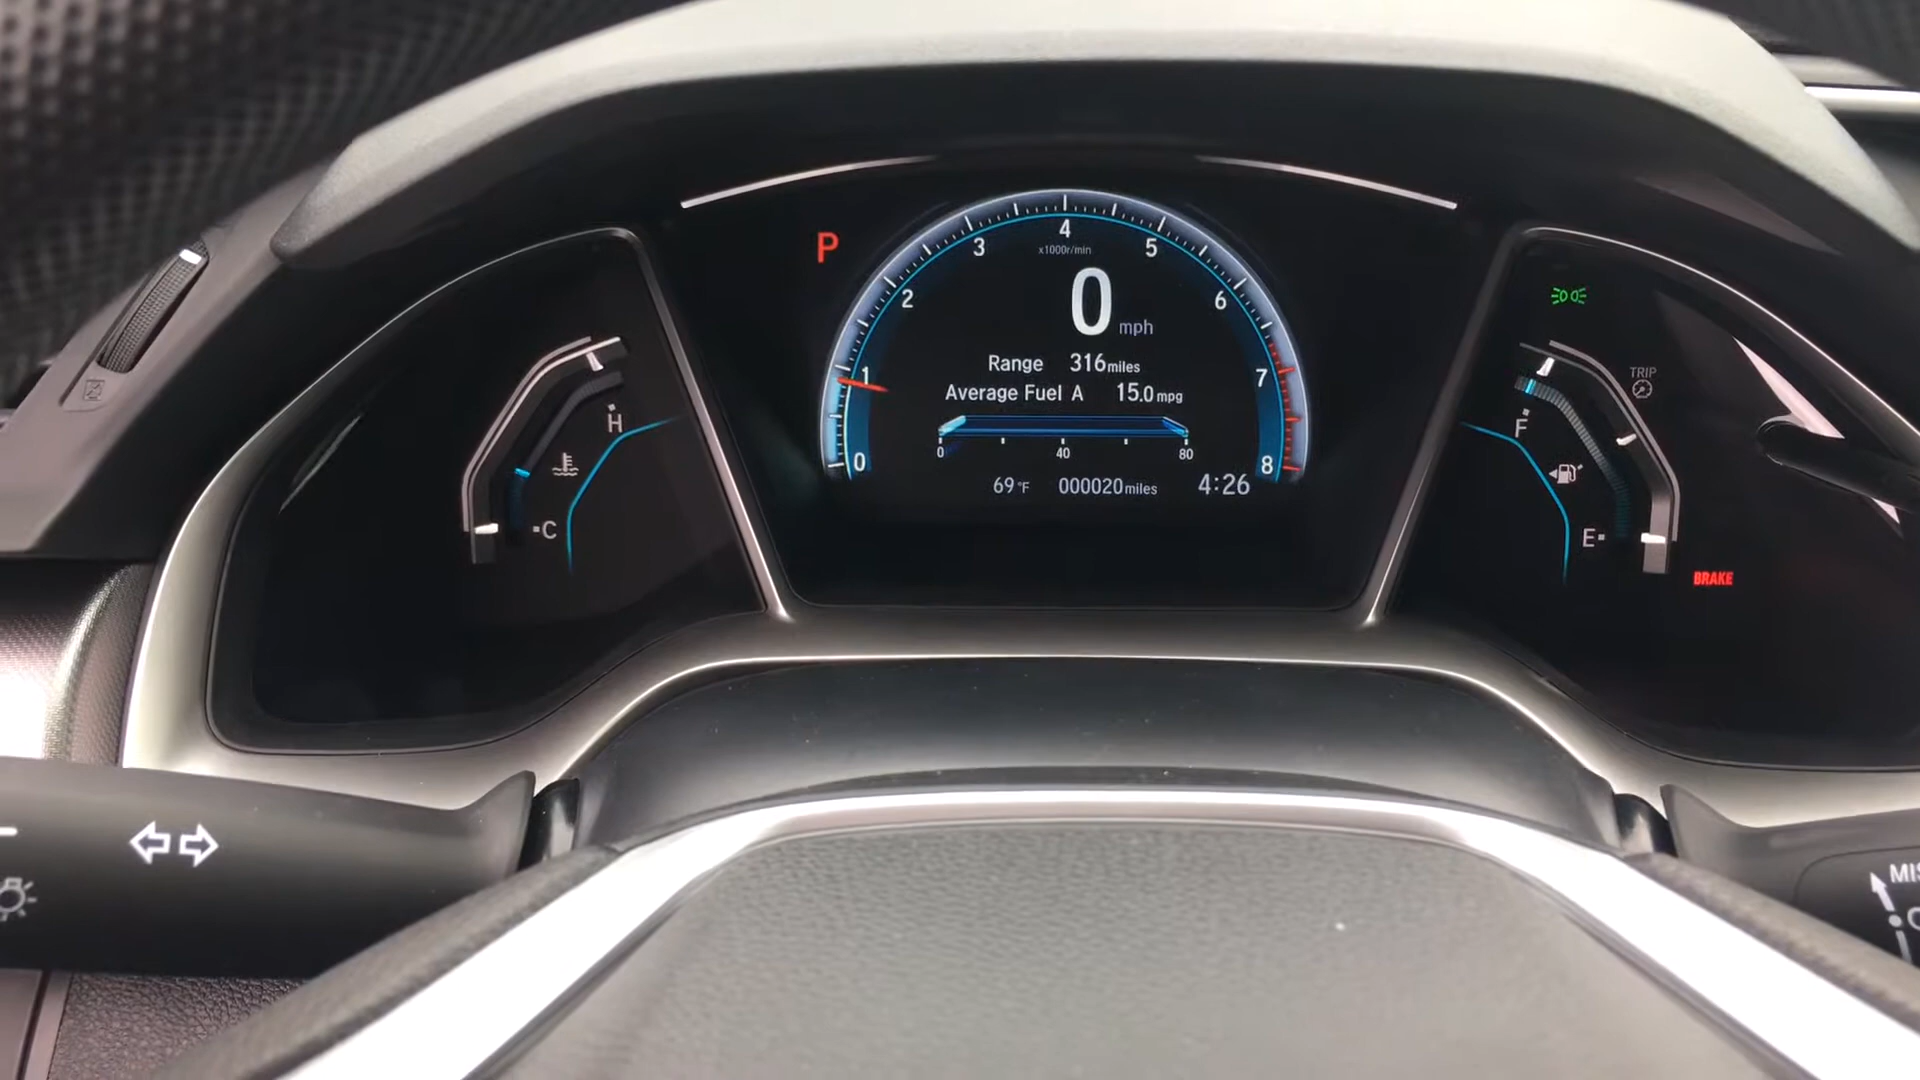 P
0 1 2 3 4 5 6 7 8
x1000r/min
0 mph
Range 316miles
Average Fuel A 15.0mpg
0 40 80
69°F 000020miles 4:26
H
C
TRIP
F
E
BRAKE